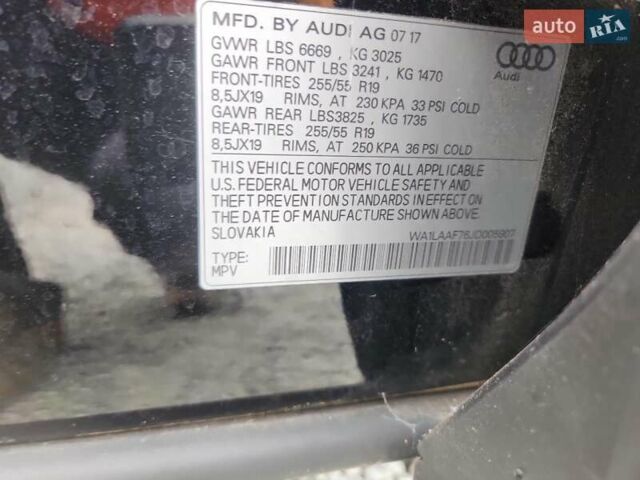 MFD. BY AUDI AG 07 17
GVWR LBS 6669 , KG 3025
GAWR FRONT LBS 3241 , KG 1470
FRONT-TIRES 255/55 R19
8,5JX19 RIMS, AT 230 KPA 33 PSI COLD
GAWR REAR LBS3825 , KG 1735
REAR-TIRES 255/55 R19
8,5JX19 RIMS, AT 250 KPA 36 PSI COLD
THIS VEHICLE CONFORMS TO ALL APPLICABLE
U.S. FEDERAL MOTOR VEHICLE SAFETY AND
THEFT PREVENTION STANDARDS IN EFFECT ON
THE DATE OF MANUFACTURE SHOWN ABOVE.
SLOVAKIA
TYPE:
MPV
Audi
auto
RIA
.com